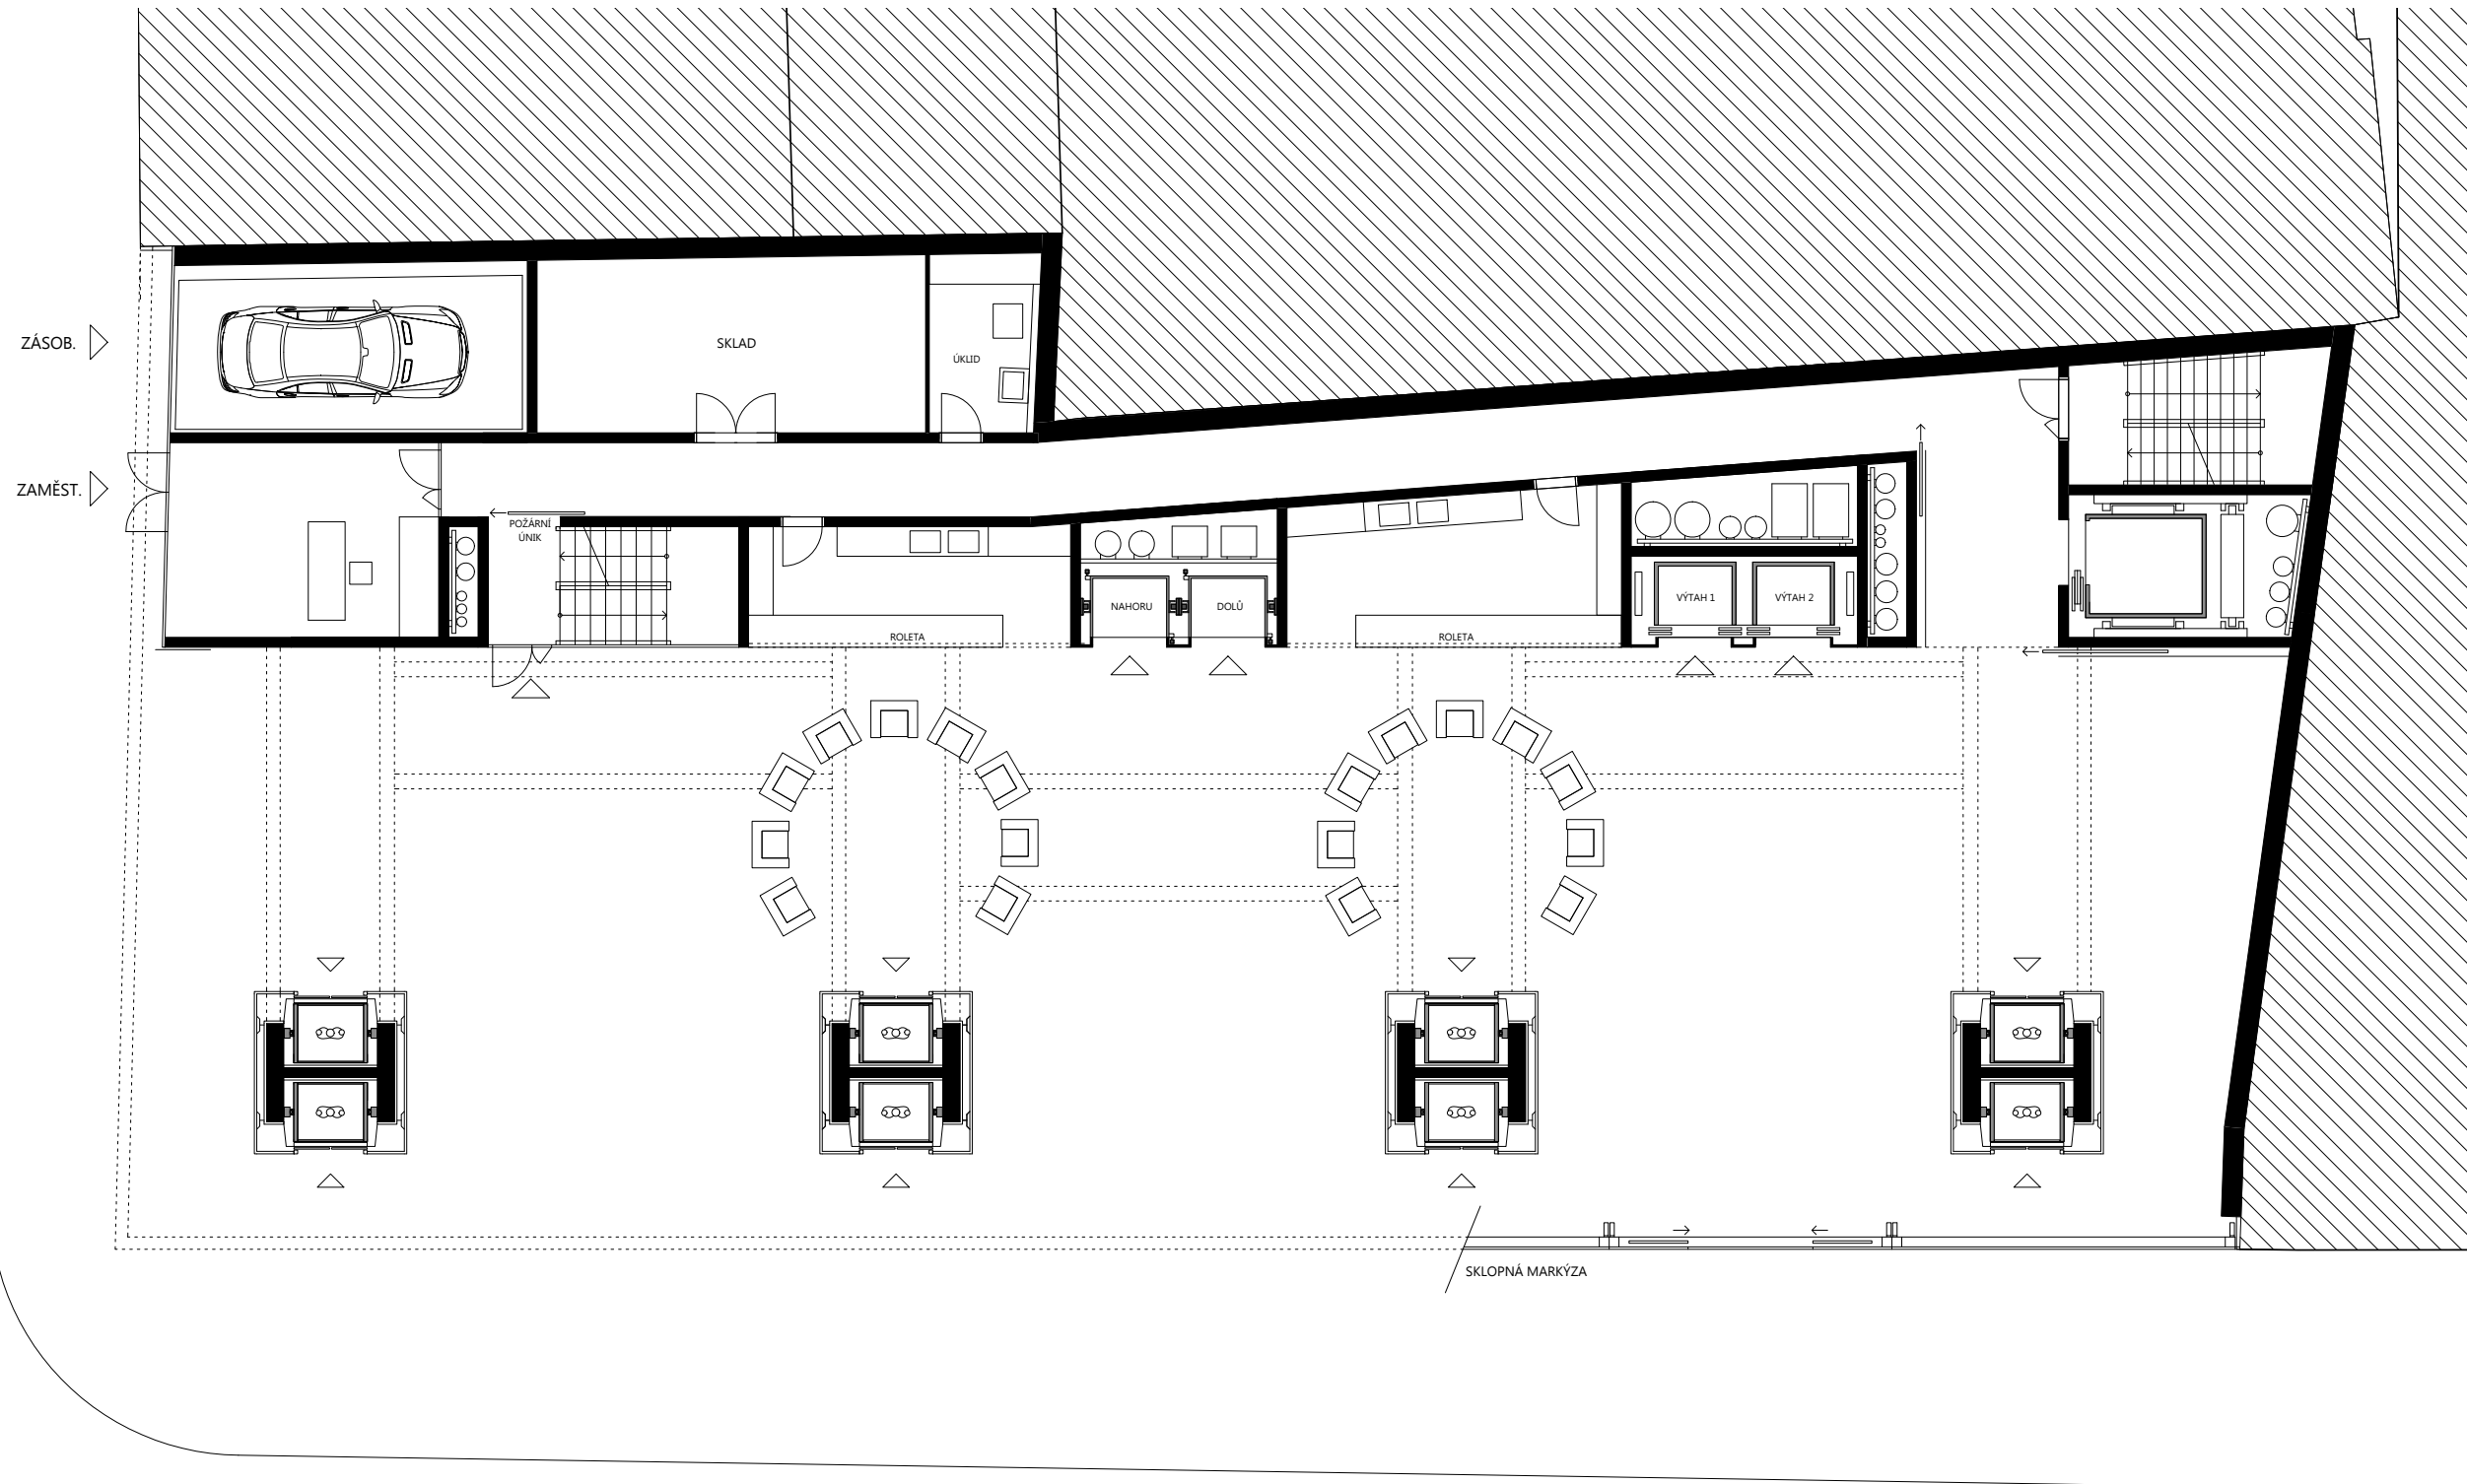 ZÁSOB.
SKLAD
ÚKLID
ZAMĚST.
POŽÁRNÍ
ÚNIK
NAHORU
DOLŮ
VÝTAH 1
VÝTAH 2
ROLETA
ROLETA
SKLOPNÁ MARKÝZA